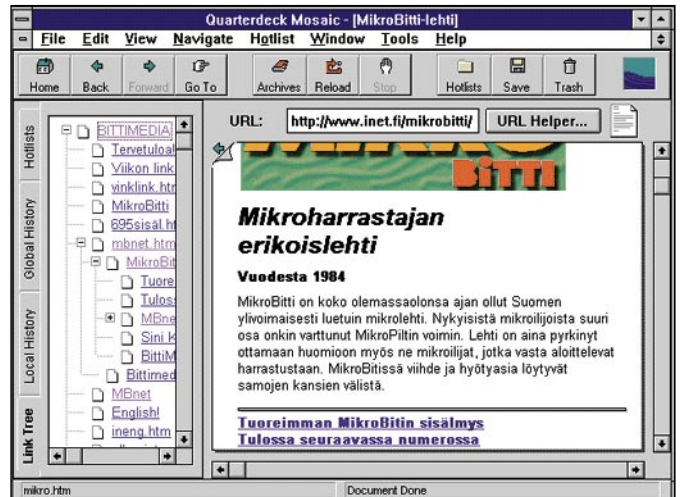 Quarterdeck Mosaic - [MikroBitti-lehti]
File Edit View Navigate Hotlist Window Tools Help
Home Back Forward Go To Archives Reload Stop Hotlists Save Trash
URL: http://www.inet.fi/mikrobitti/ URL Helper...
Hotlists
Global History
Local History
Link Tree
BITTIMEDIA
Tervetuloa!
Viikon link
vinklink.htr
MikroBitti
695sisäl.ht
mbnet.htm
MikroBit
Tuore
Tulos
MBne
Sini K
BittiM
Bittimed
MBnet
English!
ineng.htm
BiTTi
Mikroharrastajan
erikoislehti
Vuodesta 1984
MikroBitti on koko olemassaolonsa ajan ollut Suomen
ylivoimaisesti luetuin mikrolehti. Nykyisistä mikroilijoista suuri
osa onkin varttunut MikroPiltin voimin. Lehti on aina pyrkinyt
ottamaan huomioon myös ne mikroilijat, jotka vasta aloittelevat
harrastustaan. MikroBitissä viihde ja hyötyasia löytyvät
samojen kansien välistä.
Tuoreimman MikroBitin sisälmys
Tulossa seuraavassa numerossa
mikro.htm Document Done